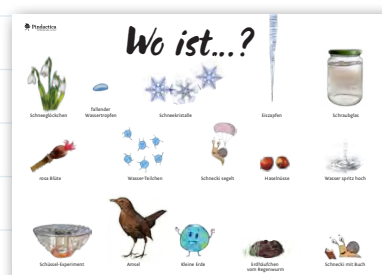 Pindactica
Wo ist...?
Schneeglöckchen
fallender
Wassertropfen
Schneekristalle
Eiszapfen
Schraubglas
rosa Blüte
Wasser-Teilchen
Schnecki segelt
Haselnüsse
Wasser spritz hoch
Schüssel-Experiment
Amsel
Kleine Erde
Erdhäufchen
vom Regenwurm
Schnecki mit Buch